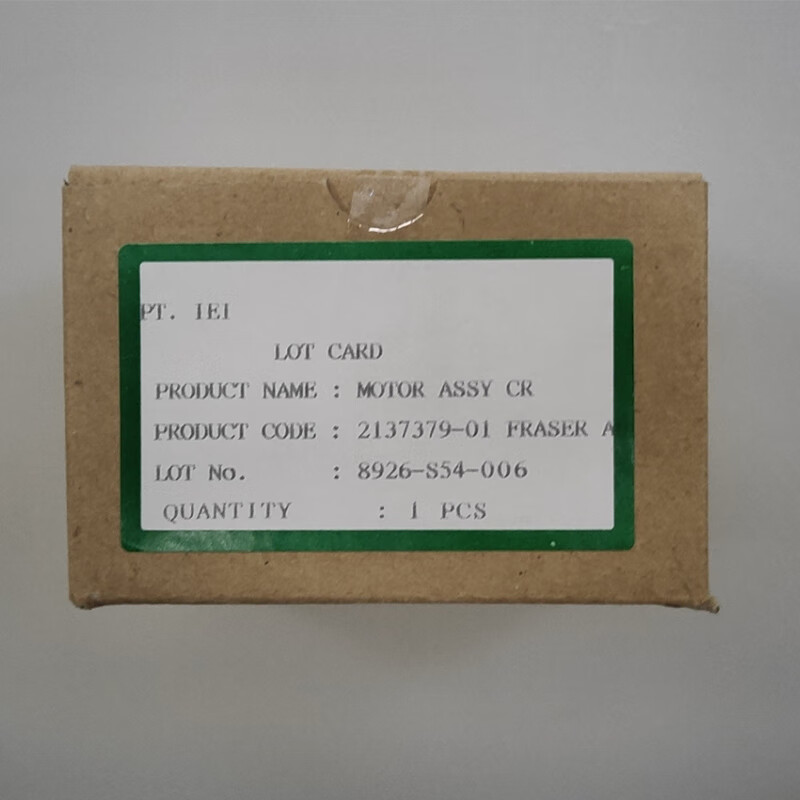 PT. IEI
LOT CARD
PRODUCT NAME : MOTOR ASSY CR
PRODUCT CODE : 2137379-01 FRASER A
LOT No. : 8926-S54-006
QUANTITY : 1 PCS